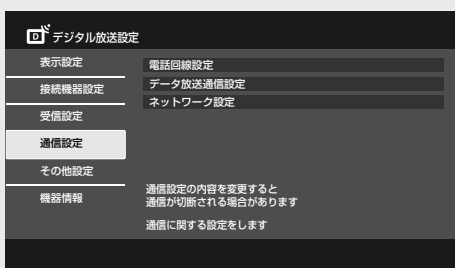 D デジタル放送設定
表示設定
接続機器設定
受信設定
通信設定
その他設定
機器情報
電話回線設定
データ放送通信設定
ネットワーク設定
通信設定の内容を変更すると
通信が切断される場合があります
通信に関する設定をします